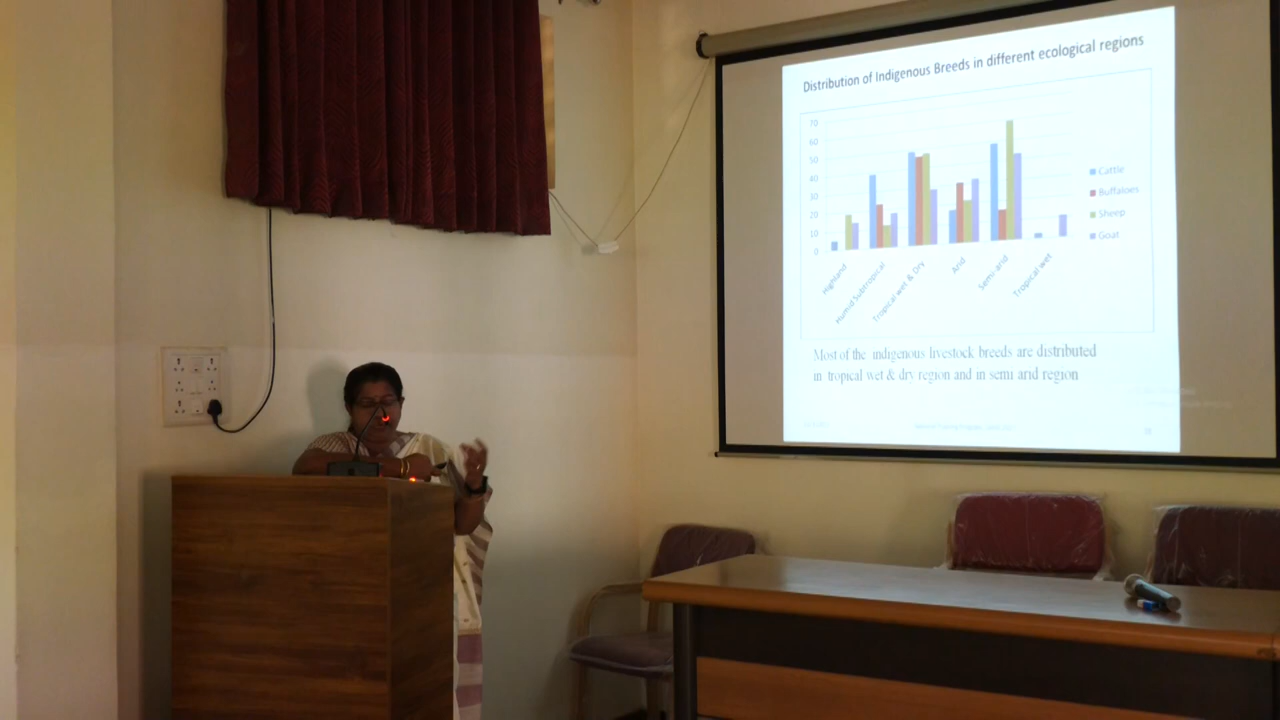 Distribution of Indigenous Breeds in different ecological regions
70
60
50
40
30
20
10
0
Highland
Humid Subtropical
Tropical wet & Dry
Arid
Semi-arid
Tropical wet
Cattle
Buffaloes
Sheep
Goat
Most of the indigenous livestock breeds are distributed
in tropical wet & dry region and in semi arid region